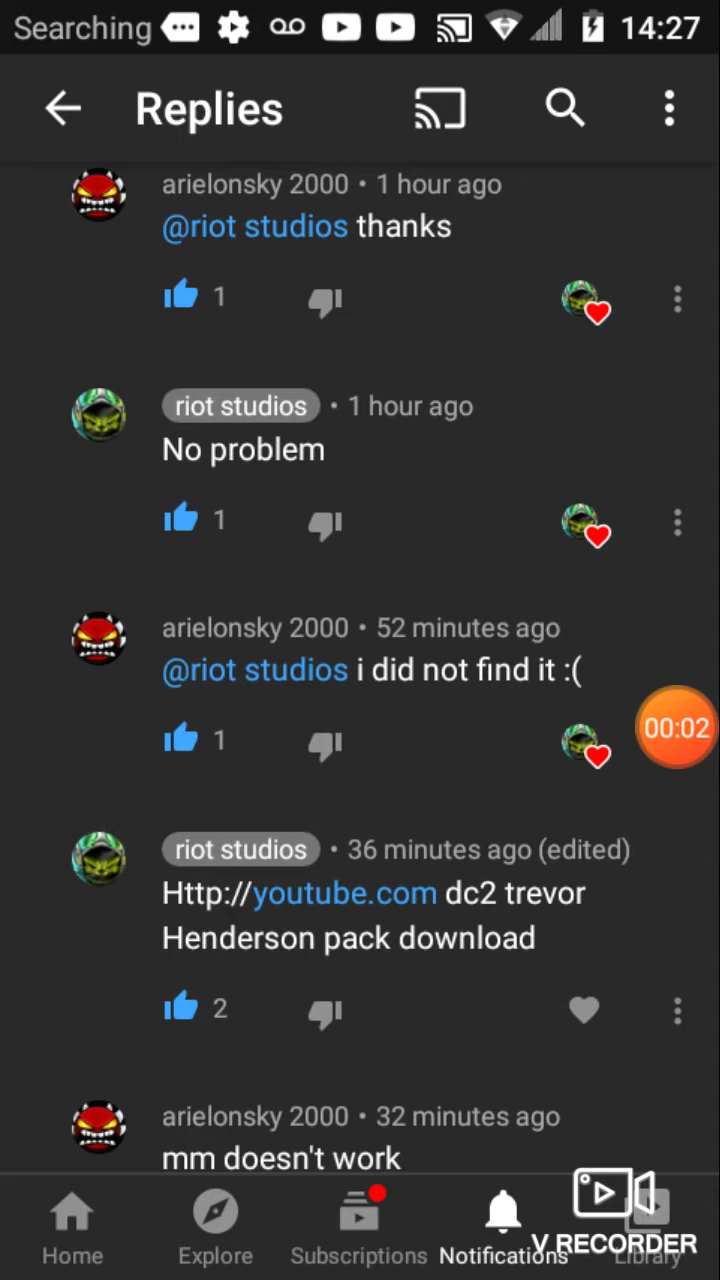 Searching 14:27
Replies
arielonsky 2000 • 1 hour ago
@riot studios thanks
1
riot studios • 1 hour ago
No problem
1
arielonsky 2000 • 52 minutes ago
@riot studios i did not find it :(
1
00:02
riot studios • 36 minutes ago (edited)
Http://youtube.com dc2 trevor
Henderson pack download
2
arielonsky 2000 • 32 minutes ago
mm doesn't work
Home Explore Subscriptions Notifications Library
V RECORDER